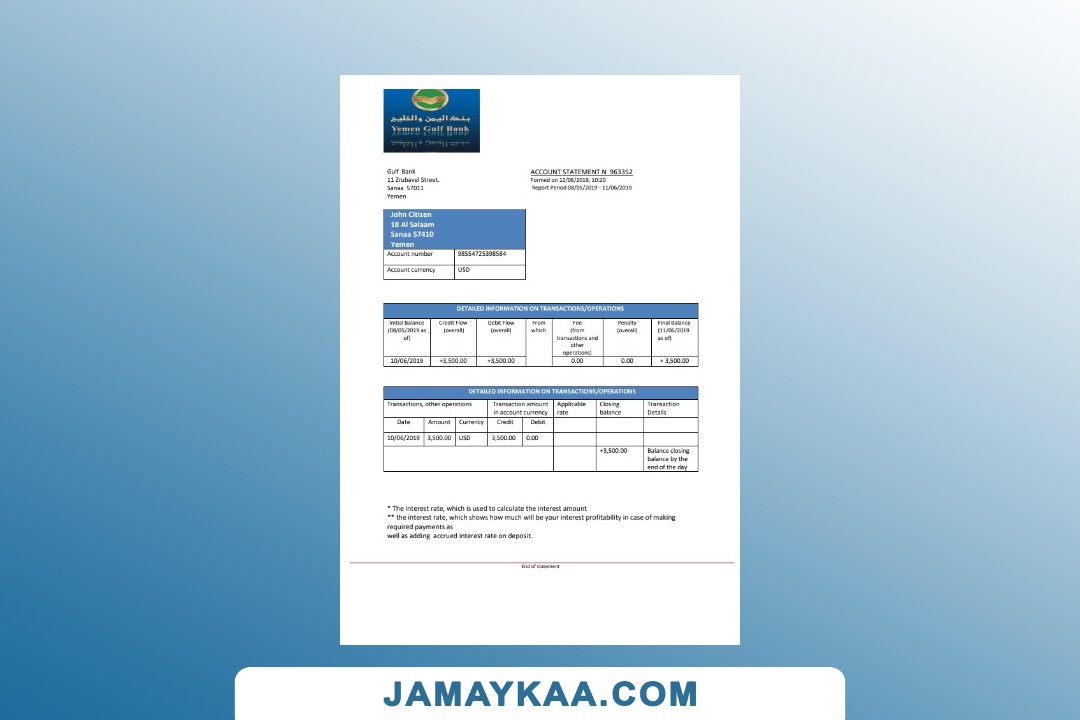 بنك اليمن والخليج
Yemen Gulf Bank
Gulf Bank
11 Zrubavel Street.
Sanaa 57011
Yemen
ACCOUNT STATEMENT N 963352
Formed on 12/06/2019, 10:20
Report Period 08/05/2019 - 11/06/2019
John Citizen
18 Al Salaam
Sanaa 57410
Yemen
Account number 98554725398584
Account currency USD
DETAILED INFORMATION ON TRANSACTIONS/OPERATIONS
Initial Balance (08/05/2019 as of) Credit Flow (overall) Debit Flow (overall) From which Fee (from transactions and other operations) Penalty (overall) Final Balance (11/06/2019 as of)
10/06/2019 +3,500.00 +3,500.00 0.00 0.00 + 3,500.00
DETAILED INFORMATION ON TRANSACTIONS/OPERATIONS
Transactions, other operations Transaction amount in account currency Applicable rate Closing balance Transaction Details
Date Amount Currency Credit Debit
10/06/2019 3,500.00 USD 3,500.00 0.00
+3,500.00 Balance closing balance by the end of the day
* The interest rate, which is used to calculate the interest amount
** the interest rate, which shows how much will be your interest profitability in case of making
required payments as
well as adding accrued interest rate on deposit.
End of statement
JAMAYKAA.COM